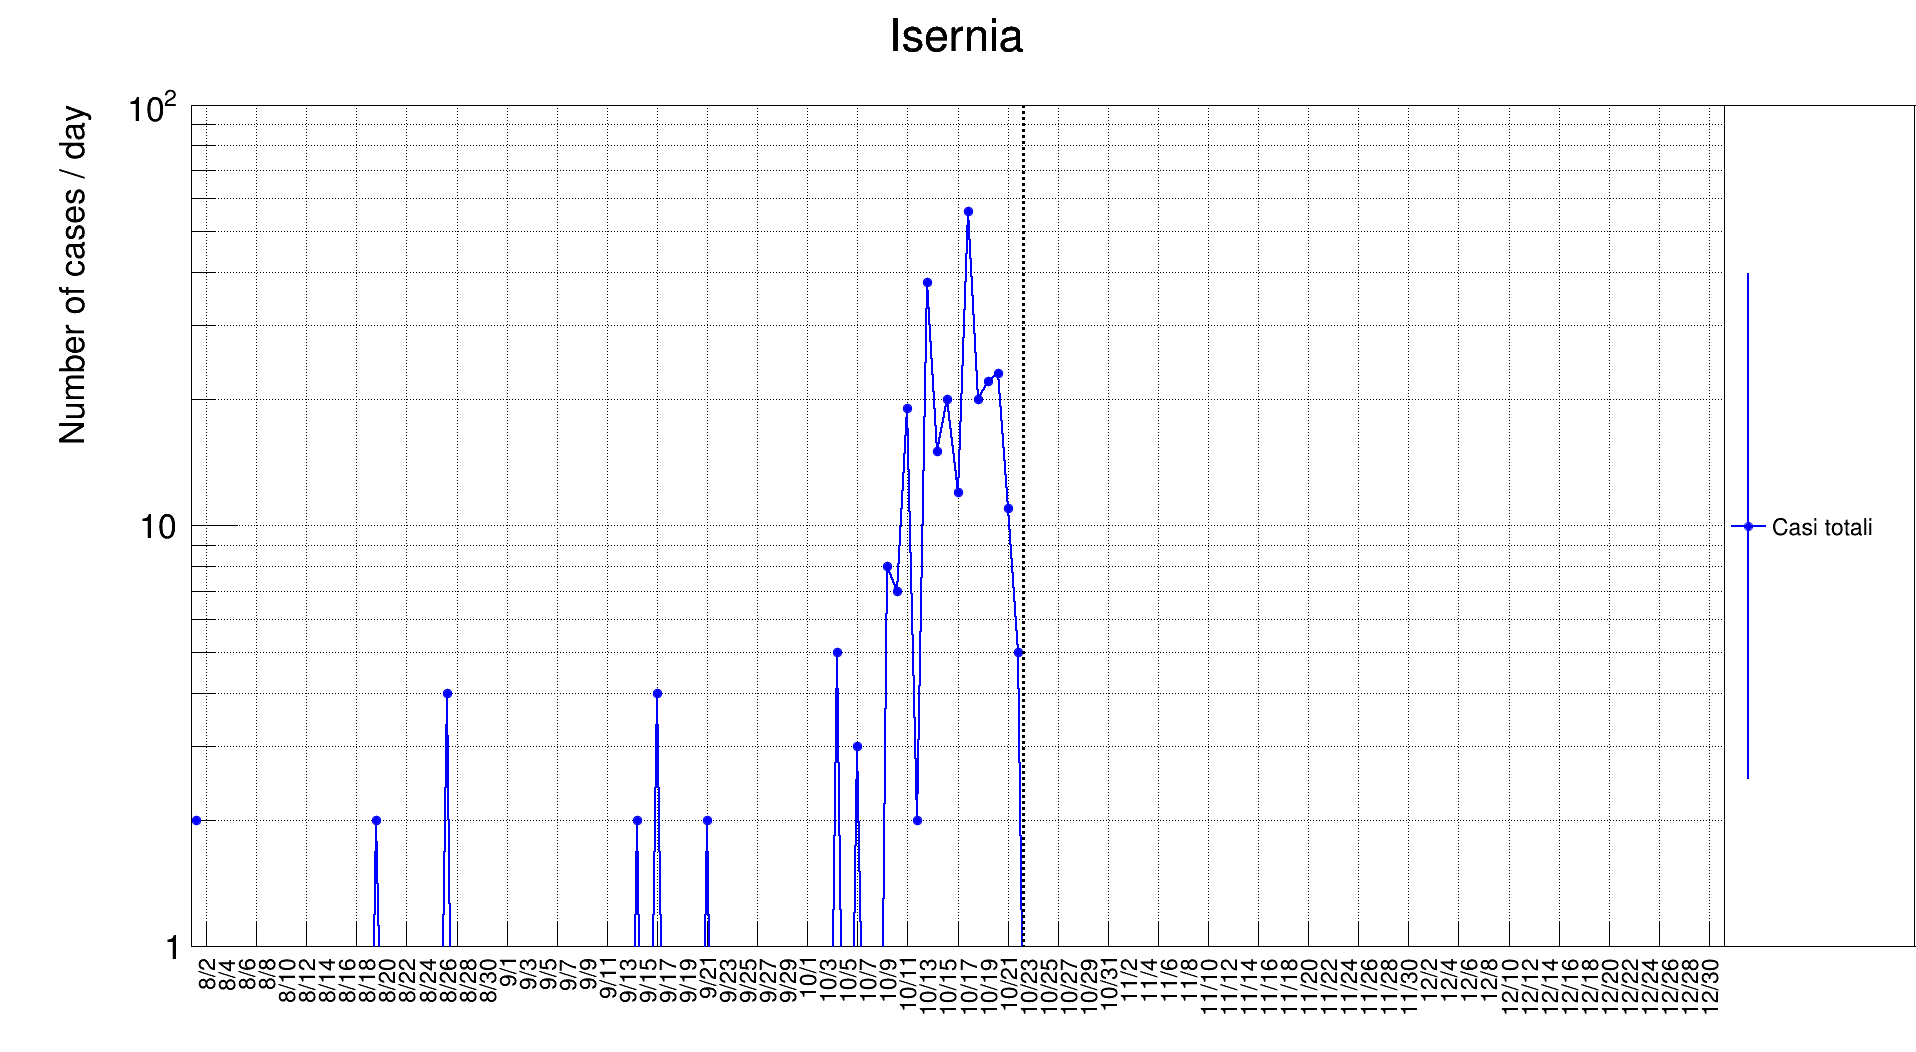 Isernia
Number of cases / day
10²
10
1
8/2 8/4 8/6 8/8 8/10 8/12 8/14 8/16 8/18 8/20 8/22 8/24 8/26 8/28 8/30 9/1 9/3 9/5 9/7 9/9 9/11 9/13 9/15 9/17 9/19 9/21 9/23 9/25 9/27 9/29 10/1 10/3 10/5 10/7 10/9 10/11 10/13 10/15 10/17 10/19 10/21 10/23 10/25 10/27 10/29 10/31 11/2 11/4 11/6 11/8 11/10 11/12 11/14 11/16 11/18 11/20 11/22 11/24 11/26 11/28 11/30 12/2 12/4 12/6 12/8 12/10 12/12 12/14 12/16 12/18 12/20 12/22 12/24 12/26 12/28 12/30
Casi totali